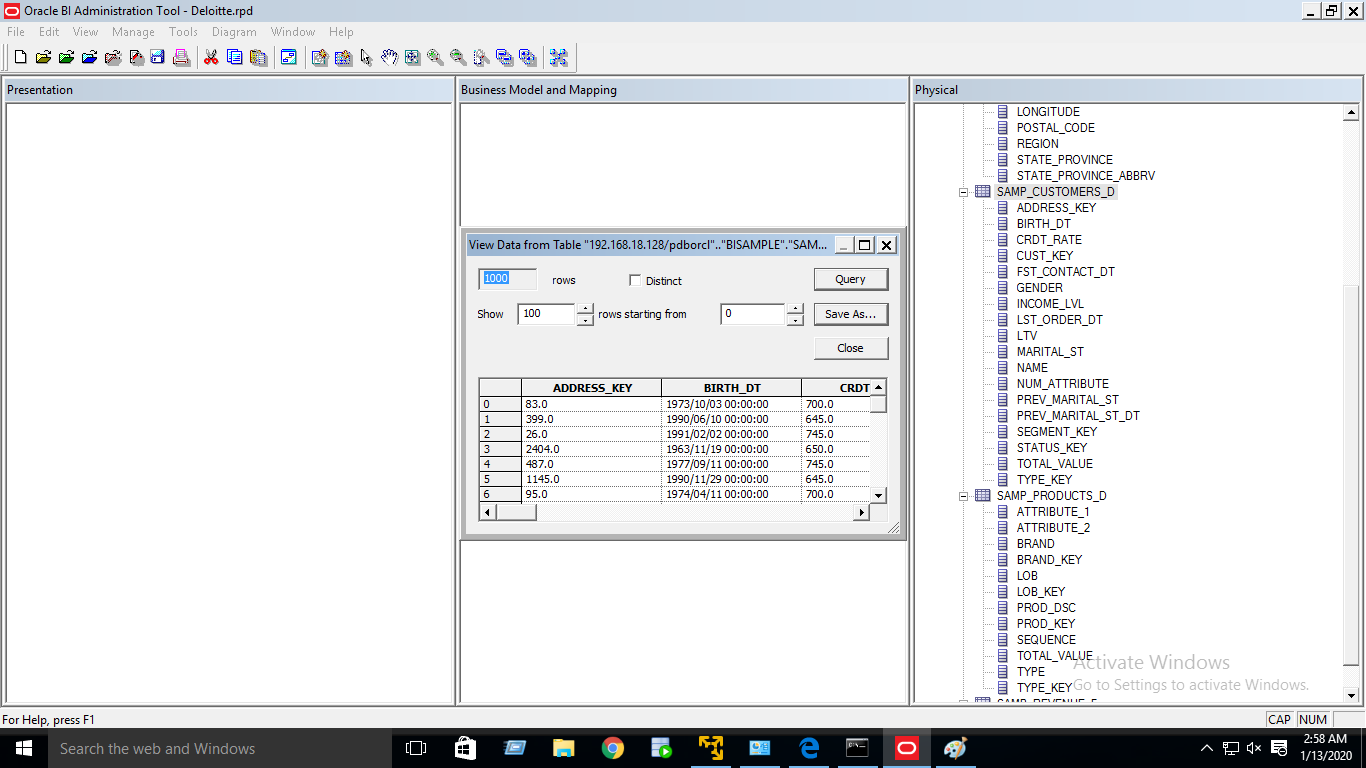 Oracle BI Administration Tool - Deloitte.rpd
File Edit View Manage Tools Diagram Window Help
Presentation
Business Model and Mapping
Physical
LONGITUDE
POSTAL_CODE
REGION
STATE_PROVINCE
STATE_PROVINCE_ABBRV
SAMP_CUSTOMERS_D
ADDRESS_KEY
BIRTH_DT
CRDT_RATE
CUST_KEY
FST_CONTACT_DT
GENDER
INCOME_LVL
LST_ORDER_DT
LTV
MARITAL_ST
NAME
NUM_ATTRIBUTE
PREV_MARITAL_ST
PREV_MARITAL_ST_DT
SEGMENT_KEY
STATUS_KEY
TOTAL_VALUE
TYPE_KEY
SAMP_PRODUCTS_D
ATTRIBUTE_1
ATTRIBUTE_2
BRAND
BRAND_KEY
LOB
LOB_KEY
PROD_DSC
PROD_KEY
SEQUENCE
TOTAL_VALUE
TYPE
TYPE_KEY
SAMP_REVENUE_F
View Data from Table "192.168.18.128/pdborcl".."BISAMPLE"."SAM...
1000 rows Distinct Query
Show 100 rows starting from 0 Save As...
Close
ADDRESS_KEY BIRTH_DT CRDT
0 83.0 1973/10/03 00:00:00 700.0
1 399.0 1990/06/10 00:00:00 645.0
2 26.0 1991/02/02 00:00:00 745.0
3 2404.0 1963/11/19 00:00:00 650.0
4 487.0 1977/09/11 00:00:00 745.0
5 1145.0 1990/11/29 00:00:00 645.0
6 95.0 1974/04/11 00:00:00 700.0
Activate Windows
Go to Settings to activate Windows.
For Help, press F1
CAP NUM
Search the web and Windows
2:58 AM
1/13/2020